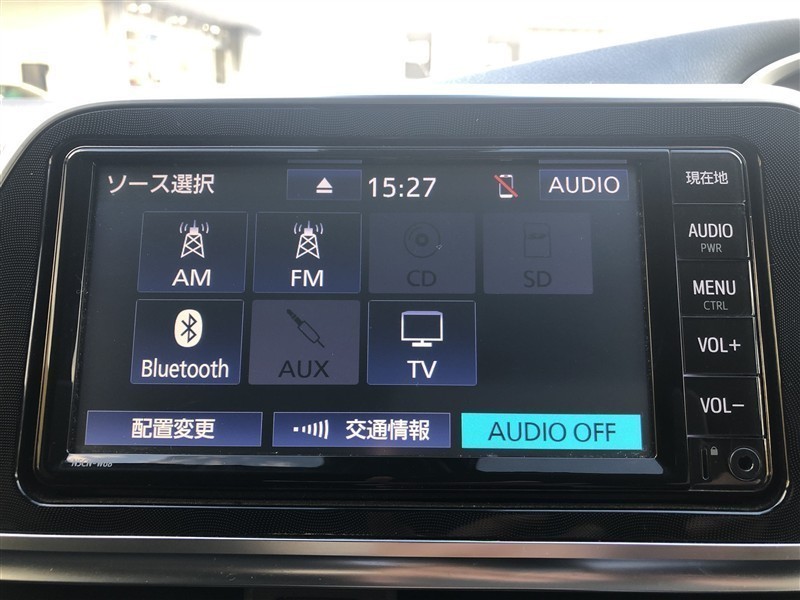 ソース選択 15:27 AUDIO
AM FM CD SD
Bluetooth AUX TV
配置変更 交通情報 AUDIO OFF
現在地
AUDIO
PWR
MENU
CTRL
VOL+
VOL−